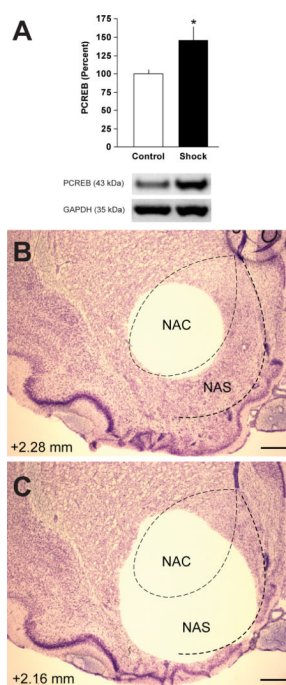 A
*
PCREB (Percent)
175
150
125
100
75
50
25
0
Control Shock
PCREB (43 kDa)
GAPDH (35 kDa)
B
NAC
NAS
+2.28 mm
C
NAC
NAS
+2.16 mm